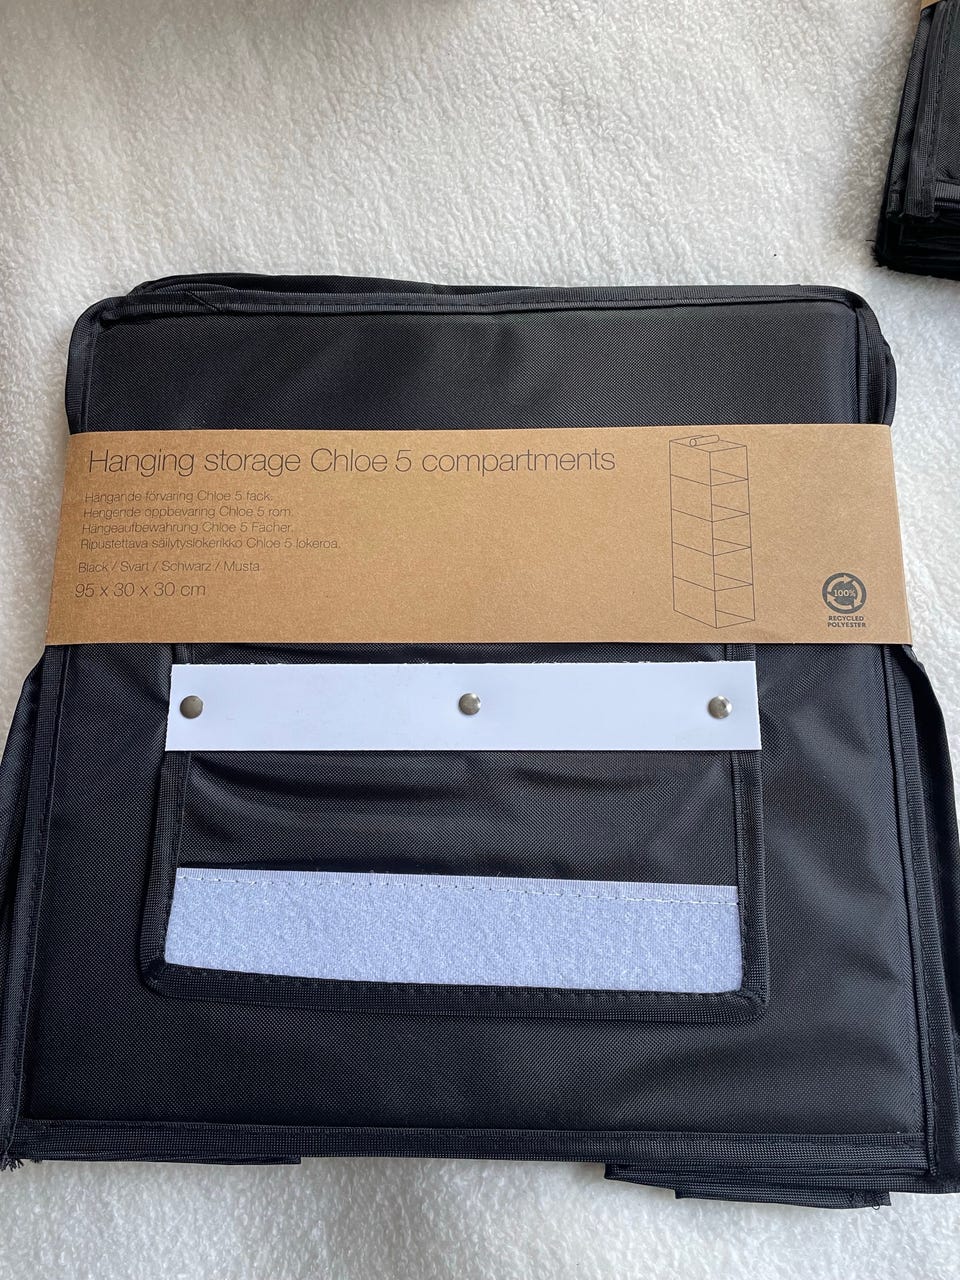 Hanging storage Chloe 5 compartments
Hängande förvaring Chloe 5 fack.
Hengende oppbevaring Chloe 5 rom.
Hängeaufbewahrung Chloe 5 Fächer.
Ripustettava säilytyslokerikko Chloe 5 lokeroa.
Black / Svart / Schwarz / Musta
95 x 30 x 30 cm
100%
RECYCLED
POLYESTER